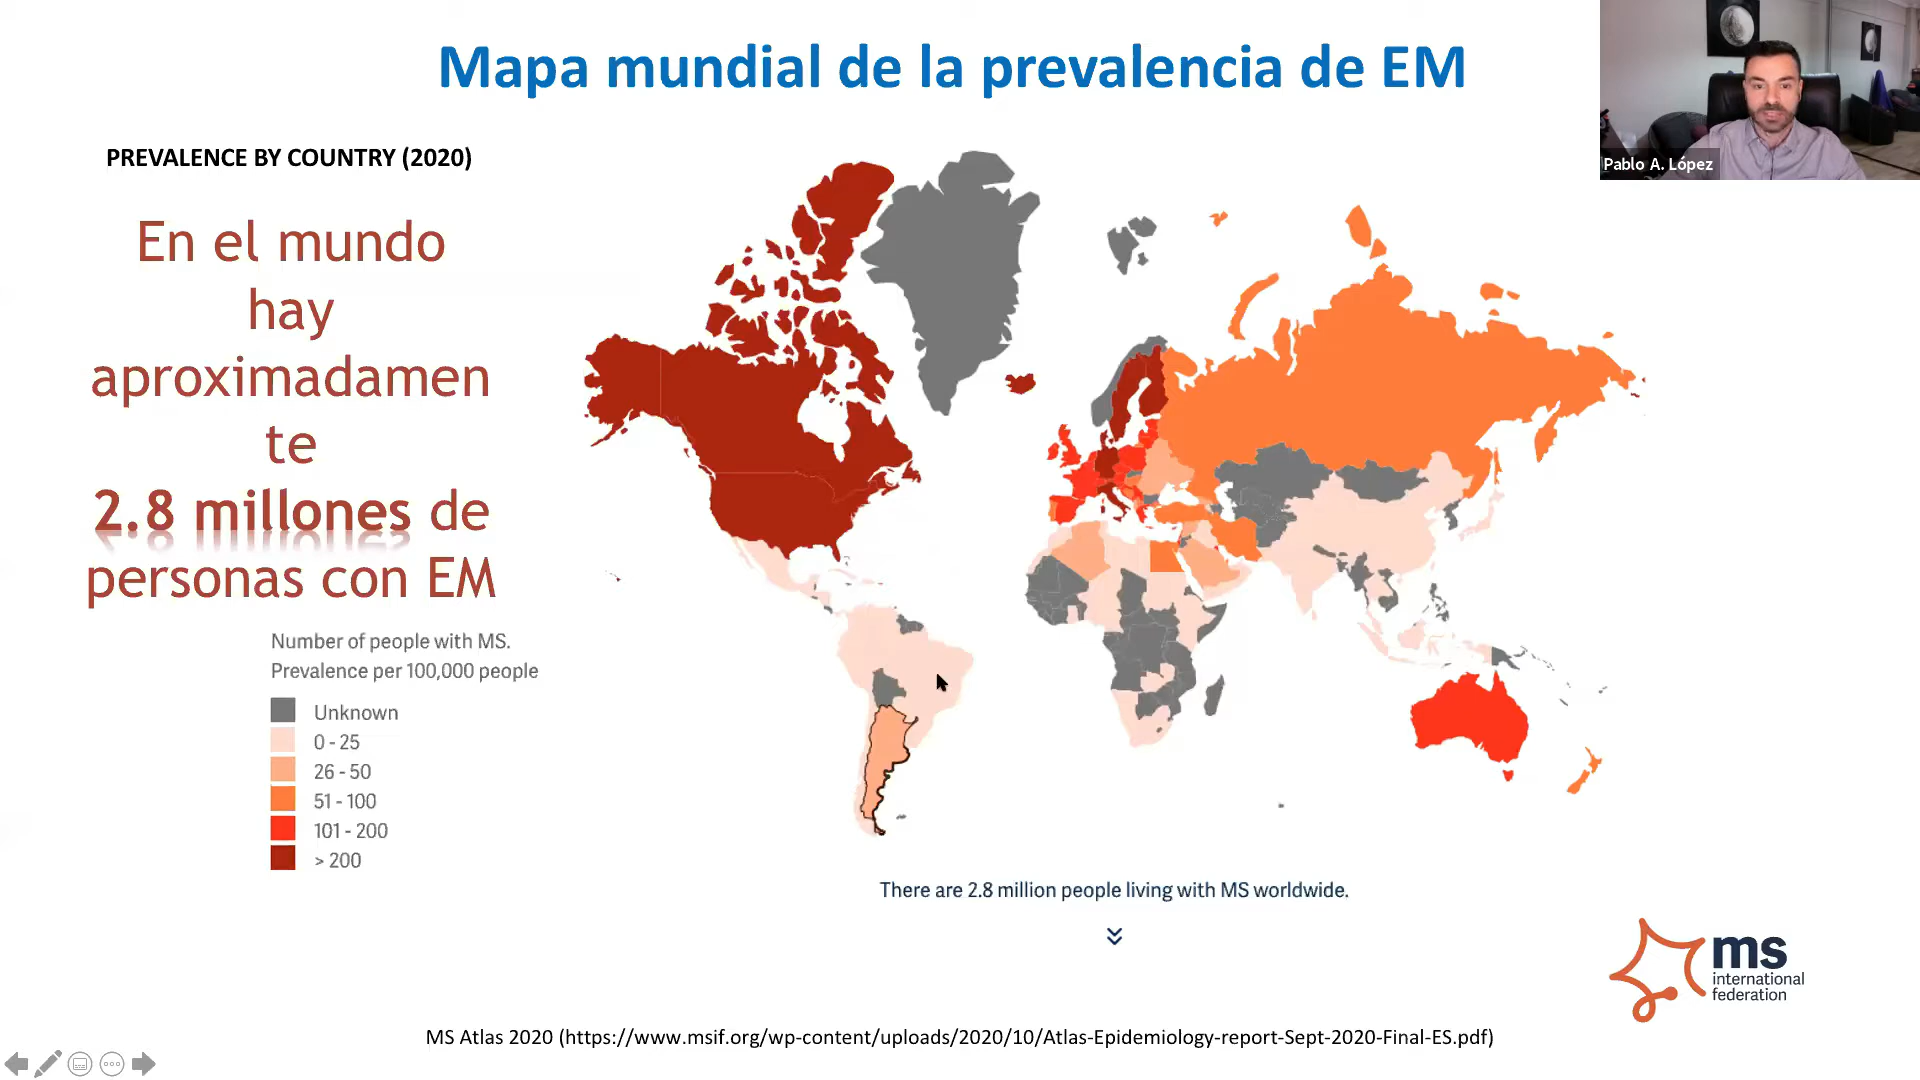 Mapa mundial de la prevalencia de EM
Pablo A. López
PREVALENCE BY COUNTRY (2020)
En el mundo
hay
aproximadamen
te
2.8 millones de
personas con EM
Number of people with MS.
Prevalence per 100,000 people
Unknown
0 - 25
26 - 50
51 - 100
101 - 200
> 200
There are 2.8 million people living with MS worldwide.
ms
international
federation
MS Atlas 2020 (https://www.msif.org/wp-content/uploads/2020/10/Atlas-Epidemiology-report-Sept-2020-Final-ES.pdf)